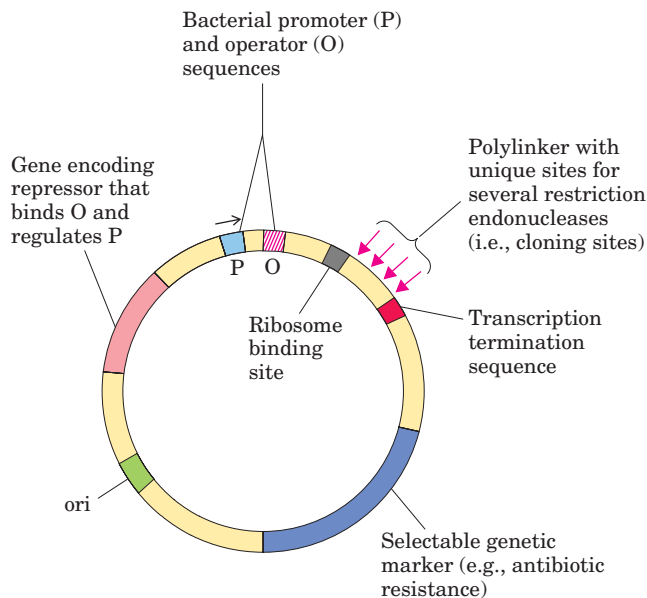 Bacterial promoter (P)
and operator (O)
sequences
Gene encoding
repressor that
binds O and
regulates P
Polylinker with
unique sites for
several restriction
endonucleases
(i.e., cloning sites)
P
O
Ribosome
binding
site
Transcription
termination
sequence
ori
Selectable genetic
marker (e.g., antibiotic
resistance)